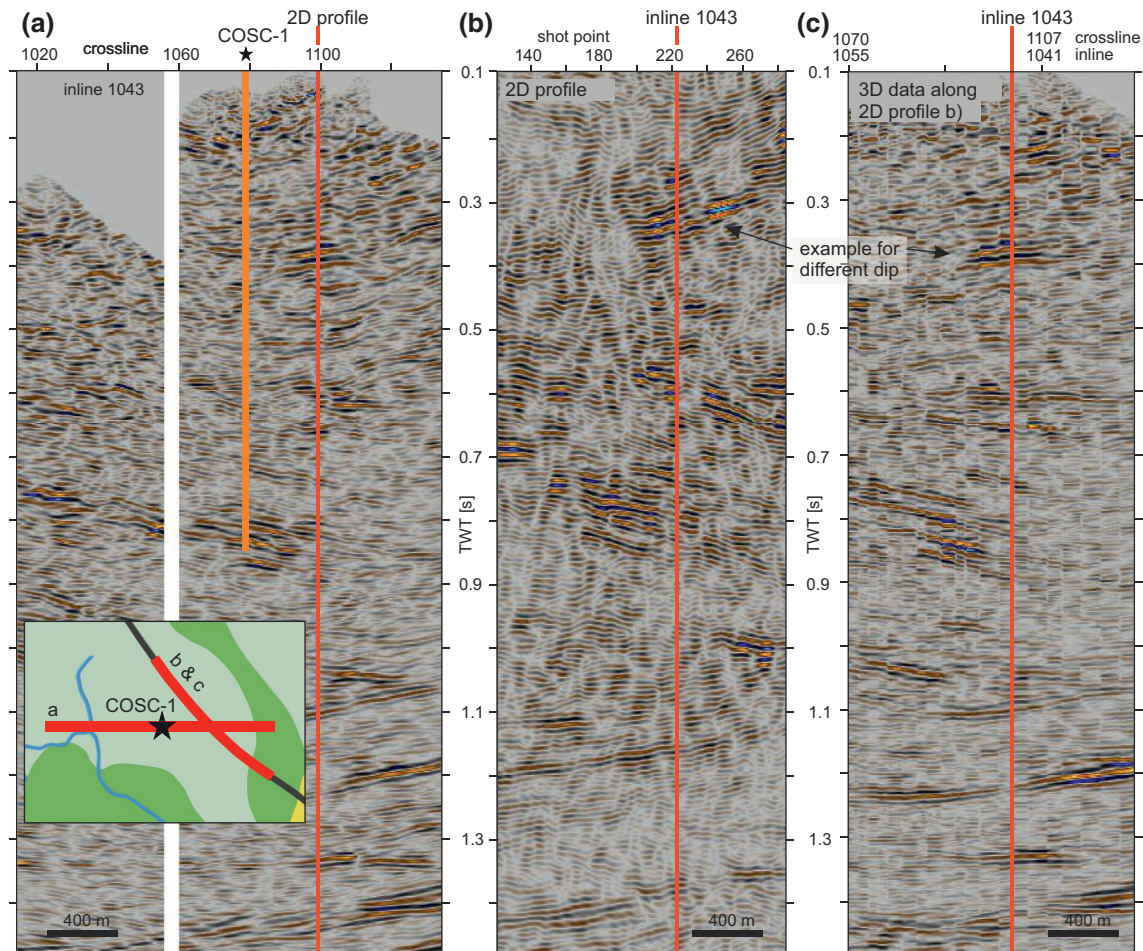 (a)
2D profile
COSC-1
1020 crossline 1060 1100
inline 1043
a
COSC-1
b & c
400 m
(b)
inline 1043
shot point
140 180 220 260
0.1
0.3
0.5
0.7
TWT [s]
0.9
1.1
1.3
2D profile
400 m
example for
different dip
(c)
inline 1043
1070 1107 crossline
1055 1041 inline
0.1
0.3
0.5
0.7
TWT [s]
0.9
1.1
1.3
3D data along
2D profile b)
400 m